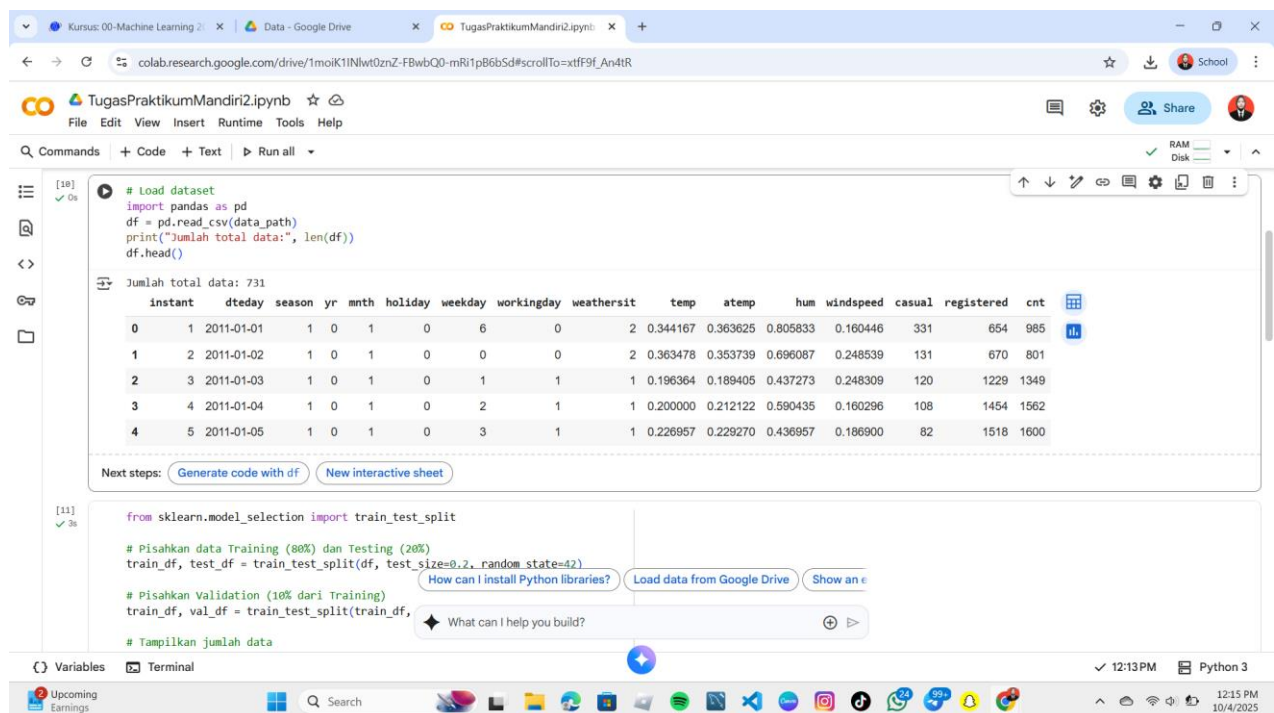 Kursus: 00-Machine Learning 2(
Data - Google Drive
TugasPraktikumMandiri2.ipynb
colab.research.google.com/drive/1moiK1INlwt0znZ-FBwbQ0-mRi1pB6bSd#scrollTo=xtfF9f_An4tR
School
TugasPraktikumMandiri2.ipynb
File Edit View Insert Runtime Tools Help
Share
Commands + Code + Text Run all
RAM
Disk
[10]
0s
# Load dataset
import pandas as pd
df = pd.read_csv(data_path)
print("Jumlah total data:", len(df))
df.head()
Jumlah total data: 731
instant dteday season yr mnth holiday weekday workingday weathersit temp atemp hum windspeed casual registered cnt
0 1 2011-01-01 1 0 1 0 6 0 2 0.344167 0.363625 0.805833 0.160446 331 654 985
1 2 2011-01-02 1 0 1 0 0 0 2 0.363478 0.353739 0.696087 0.248539 131 670 801
2 3 2011-01-03 1 0 1 0 1 1 1 0.196364 0.189405 0.437273 0.248309 120 1229 1349
3 4 2011-01-04 1 0 1 0 2 1 1 0.200000 0.212122 0.590435 0.160296 108 1454 1562
4 5 2011-01-05 1 0 1 0 3 1 1 0.226957 0.229270 0.436957 0.186900 82 1518 1600
Next steps: Generate code with df New interactive sheet
[11]
3s
from sklearn.model_selection import train_test_split
# Pisahkan data Training (80%) dan Testing (20%)
train_df, test_df = train_test_split(df, test_size=0.2, random_state=42)
How can I install Python libraries? Load data from Google Drive Show an e
# Pisahkan Validation (10% dari Training)
train_df, val_df = train_test_split(train_df,
What can I help you build?
# Tampilkan jumlah data
{} Variables Terminal
12:13 PM Python 3
2
Upcoming
Earnings
Search
24
99+
12:15 PM
10/4/2025